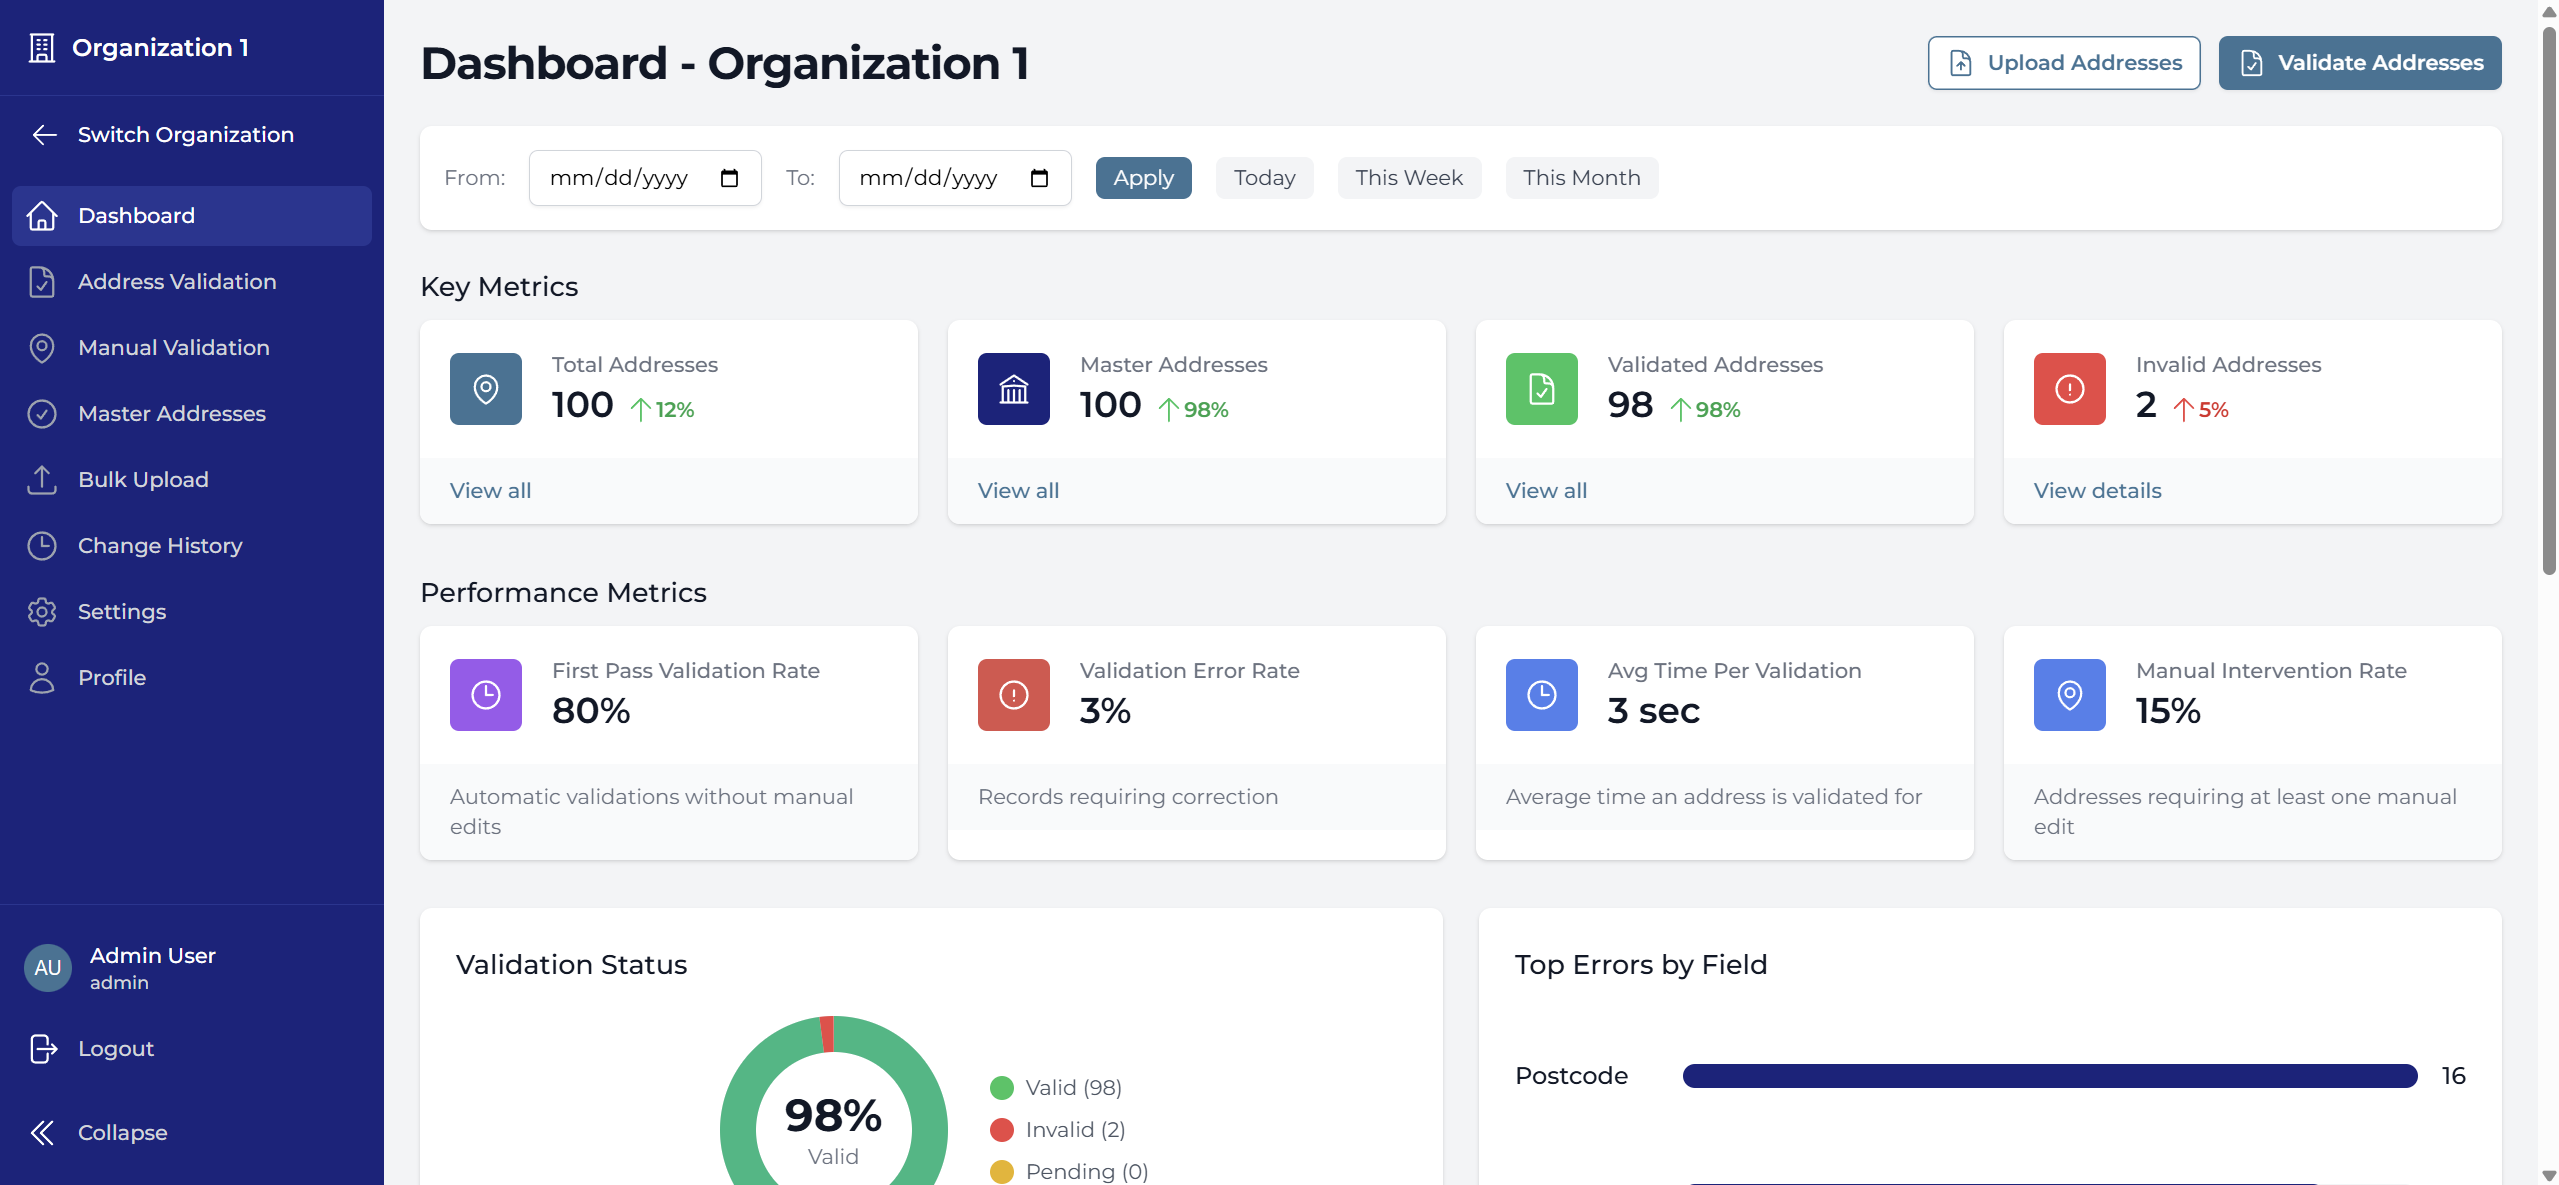 Organization 1
Switch Organization
Dashboard
Address Validation
Manual Validation
Master Addresses
Bulk Upload
Change History
Settings
Profile
AU
Admin User
admin
Logout
Collapse
Dashboard - Organization 1
Upload Addresses
Validate Addresses
From: mm/dd/yyyy To: mm/dd/yyyy Apply Today This Week This Month
Key Metrics
Total Addresses
100 12%
View all
Master Addresses
100 98%
View all
Validated Addresses
98 98%
View all
Invalid Addresses
2 5%
View details
Performance Metrics
First Pass Validation Rate
80%
Automatic validations without manual
edits
Validation Error Rate
3%
Records requiring correction
Avg Time Per Validation
3 sec
Average time an address is validated for
Manual Intervention Rate
15%
Addresses requiring at least one manual
edit
Validation Status
98%
Valid
Valid (98)
Invalid (2)
Pending (0)
Top Errors by Field
Postcode 16